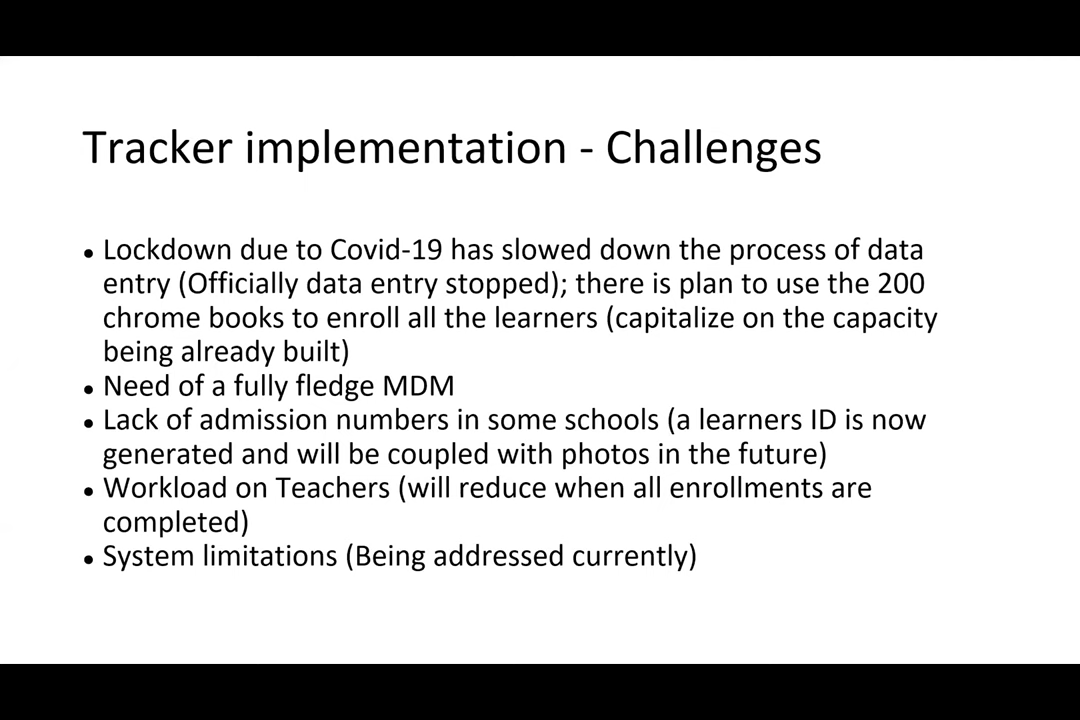 Tracker implementation - Challenges
• Lockdown due to Covid-19 has slowed down the process of data
entry (Officially data entry stopped); there is plan to use the 200
chrome books to enroll all the learners (capitalize on the capacity
being already built)
• Need of a fully fledge MDM
• Lack of admission numbers in some schools (a learners ID is now
generated and will be coupled with photos in the future)
• Workload on Teachers (will reduce when all enrollments are
completed)
• System limitations (Being addressed currently)